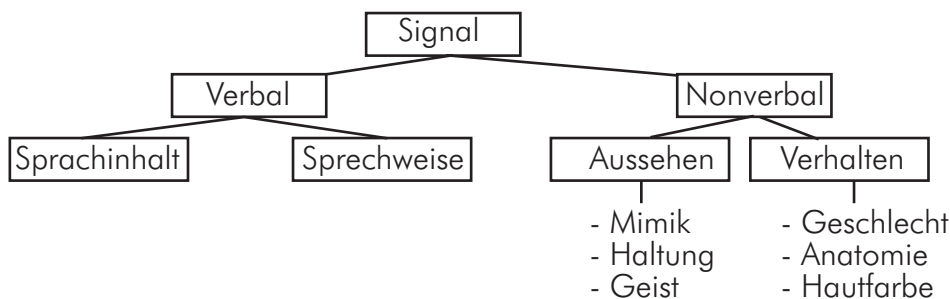 Signal
Verbal
Nonverbal
Sprachinhalt
Sprechweise
Aussehen
Verhalten
- Mimik
- Haltung
- Geist
- Geschlecht
- Anatomie
- Hautfarbe